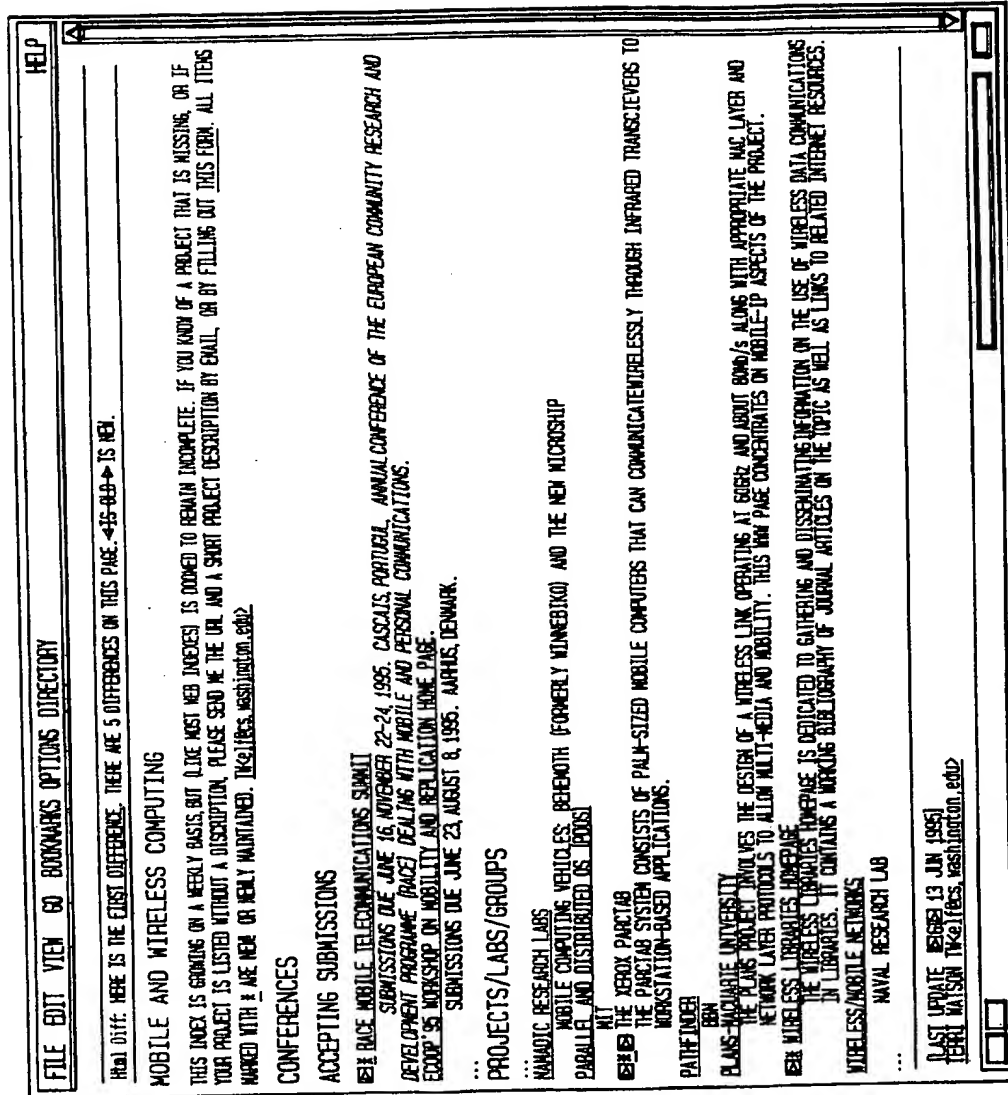 FILE EDIT VIEW GO BOOKMARKS OPTIONS DIRECTORY HELP
Html Diff: HERE IS THE FIRST DIFFERENCE. THERE ARE 5 DIFFERENCES ON THIS PAGE. IS OLD IS NEW.
MOBILE AND WIRELESS COMPUTING
THIS INDEX IS GROWING ON A WEEKLY BASIS, BUT (LIKE MOST WEB INDEXES) IS DOOMED TO REMAIN INCOMPLETE. IF YOU KNOW OF A PROJECT THAT IS MISSING, OR IF
YOUR PROJECT IS LISTED WITHOUT A DISCRIPTION, PLEASE SEND ME THE URL AND A SHORT PROJECT DESCRIPTION BY EMAIL, OR BY FILLING OUT THIS FORM. ALL ITEMS
MARKED WITH * ARE NEW OR NEWLY MAINTAINED.
CONFERENCES
ACCEPTING SUBMISSIONS
* RACE MOBILE TELECOMMUNICATIONS SUMMIT
SUBMISSIONS DUE JUNE 16, NOVEMBER 22-24, 1995. CASCAIS, PORTUGUL, ANNUAL CONFERENCE OF THE EUROPEAN COMMUNITY RESEARCH AND
DEVELOPMENT PROGRAMME (RACE) DEALING WITH MOBILE AND PERSONAL COMMUNICATIONS.
ECOOP'95 WORKSHOP ON MOBILITY AND REPLICATION HOME PAGE.
SUBMISSIONS DUE JUNE 23, AUGUST 8, 1995. AARHUS, DENMARK.
...
PROJECTS/LABS/GROUPS
NAMADIC RESEARCH LABS
MOBILE COMPUTING VEHICLES: BEHEMOTH (FORMERLY WINNEBIKO) AND THE NEW MICROSHIP
PARALLEL AND DISTRIBUTED OS [PDOS]
MIT
* THE XEROX PARCTAB
THE PARCTAB SYSTEM CONSISTS OF PALM-SIZED MOBILE COMPUTERS THAT CAN COMMUNICATEWIRELESSLY THROUGH INFRARED TRANSCIEVERS TO
WORKSTATION-BASED APPLICATIONS.
PATHFINDER
BBN
PLANS-MACQUARIE UNIVERSITY
THE PLANS PROJECT INVOLVES THE DESIGN OF A WIRELESS LINK OPERATING AT 60GHz AND ABOUT ALONG WITH APPROPRIATE MAC LAYER AND
NETWORK LAYER PROTOCOLS TO ALLOW MULTI-MEDIA AND MOBILITY. THIS WWW PAGE CONCENTRATES ON MOBILE-IP ASPECTS OF THE PROJECT.
* WIRELESS LIBRARIES HOMEPAGE
THE WIRELESS LIBRARIES HOMEPAGE IS DEDICATED TO GATHERING AND DISSEMINATING INFORMATION ON THE USE OF WIRELESS DATA COMMUNICATIONS
IN LIBRARIES. IT CONTAINS A WORKING BIBLIOGRAPHY OF JOURNAL ARTICLES ON THE TOPIC AS WELL AS LINKS TO RELATED INTERNET RESOURCES.
WIRELESS/MOBILE NETWORKS
NAVAL RESEARCH LAB
...
[LAST UPDATE 13 JUN 1995]
TERRI WATSON